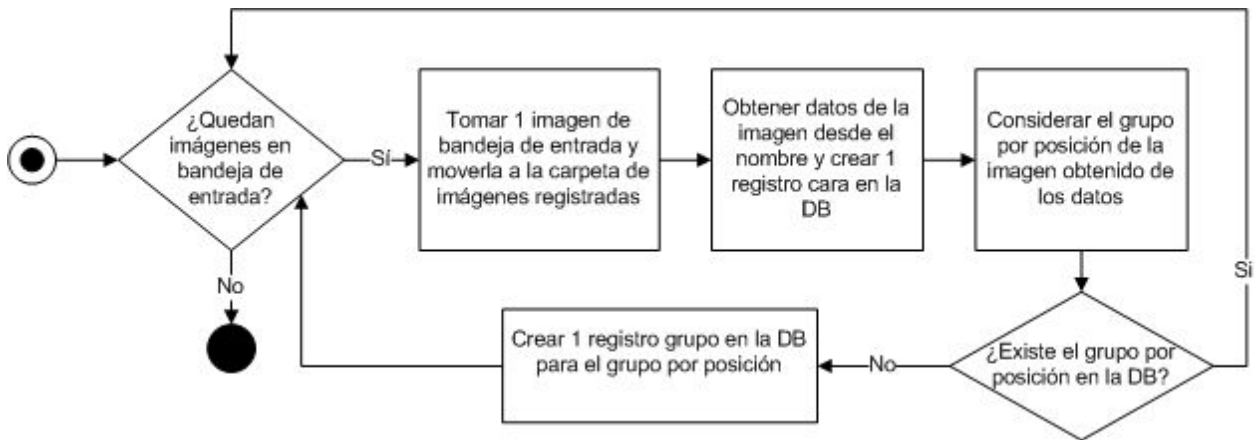 ¿Quedan
imágenes en
bandeja de
entrada?
Sí
Tomar 1 imagen de
bandeja de entrada y
moverla a la carpeta de
imágenes registradas
Obtener datos de la
imagen desde el
nombre y crear 1
registro cara en la
DB
Considerar el grupo
por posición de la
imagen obtenido de
los datos
Si
No
Crear 1 registro grupo en la DB
para el grupo por posición
No
¿Existe el grupo por
posición en la DB?